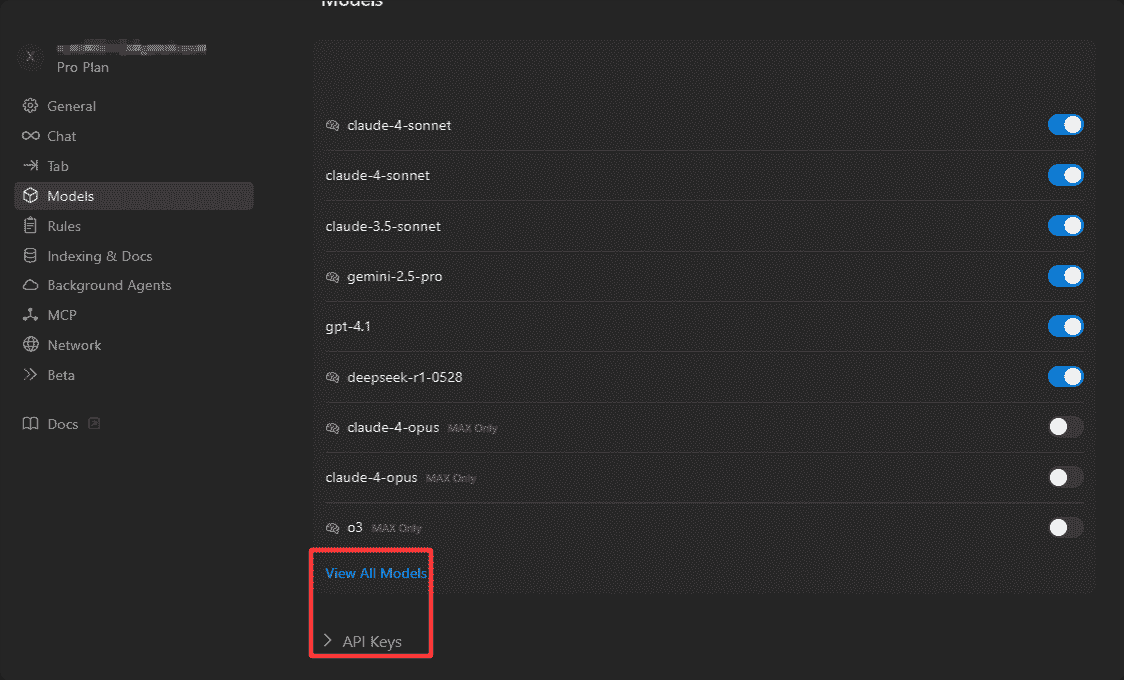 Models
Pro Plan
General
Chat
Tab
Models
Rules
Indexing & Docs
Background Agents
MCP
Network
Beta
Docs
claude-4-sonnet
claude-4-sonnet
claude-3.5-sonnet
gemini-2.5-pro
gpt-4.1
deepseek-r1-0528
claude-4-opus MAX Only
claude-4-opus MAX Only
o3 MAX Only
View All Models
API Keys